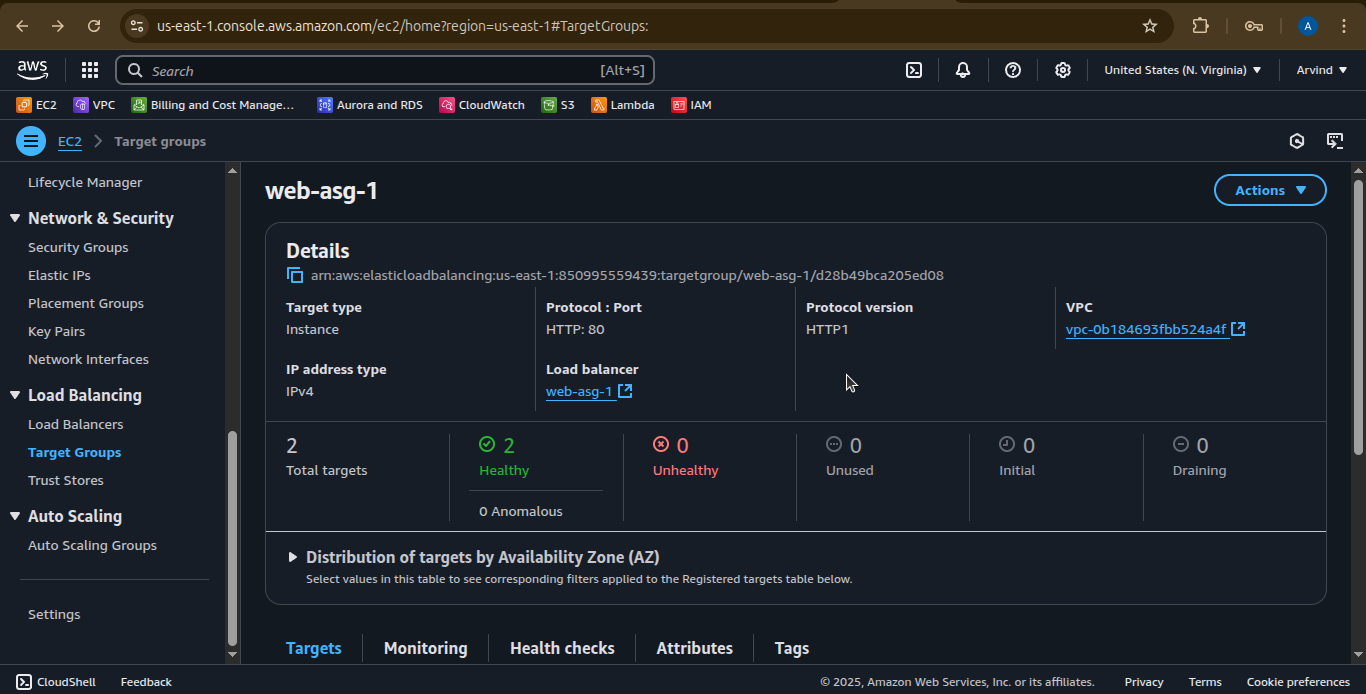 us-east-1.console.aws.amazon.com/ec2/home?region=us-east-1#TargetGroups:
A
aws
Search
[Alt+S]
United States (N. Virginia)
Arvind
EC2
VPC
Billing and Cost Manage...
Aurora and RDS
CloudWatch
S3
Lambda
IAM
EC2
Target groups
Lifecycle Manager
Network & Security
Security Groups
Elastic IPs
Placement Groups
Key Pairs
Network Interfaces
Load Balancing
Load Balancers
Target Groups
Trust Stores
Auto Scaling
Auto Scaling Groups
Settings
web-asg-1
Actions
Details
arn:aws:elasticloadbalancing:us-east-1:850995559439:targetgroup/web-asg-1/d28b49bca205ed08
Target type
Instance
Protocol : Port
HTTP: 80
Protocol version
HTTP1
VPC
vpc-0b184693fbb524a4f
IP address type
IPv4
Load balancer
web-asg-1
2
Total targets
2
Healthy
0 Anomalous
0
Unhealthy
0
Unused
0
Initial
0
Draining
Distribution of targets by Availability Zone (AZ)
Select values in this table to see corresponding filters applied to the Registered targets table below.
Targets
Monitoring
Health checks
Attributes
Tags
CloudShell
Feedback
© 2025, Amazon Web Services, Inc. or its affiliates.
Privacy
Terms
Cookie preferences